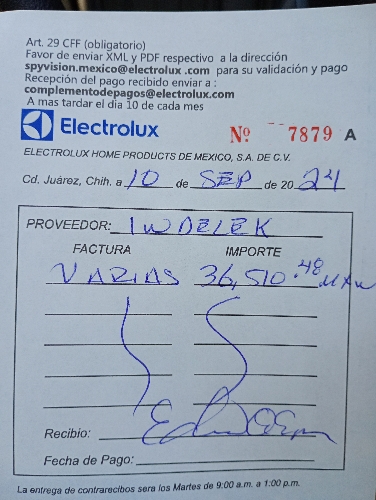 Art. 29 CFF (obligatorio)
Favor de enviar XML y PDF respectivo a la dirección
spyvision.mexico@electrolux .com para su validación y pago
Recepción del pago recibido enviar a :
complementodepagos@electrolux.com
A mas tardar el dia 10 de cada mes
Electrolux
Nº 7879 A
ELECTROLUX HOME PRODUCTS DE MEXICO, S.A. DE C.V.
Cd. Juárez, Chih. a 10 de SEP de 2024
PROVEEDOR: INDELEK
FACTURA IMPORTE
VARIAS 36,510.48 MXN
Recibio:
Fecha de Pago:
La entrega de contrarecibos sera los Martes de 9:00 a.m. a 1:00 p.m.